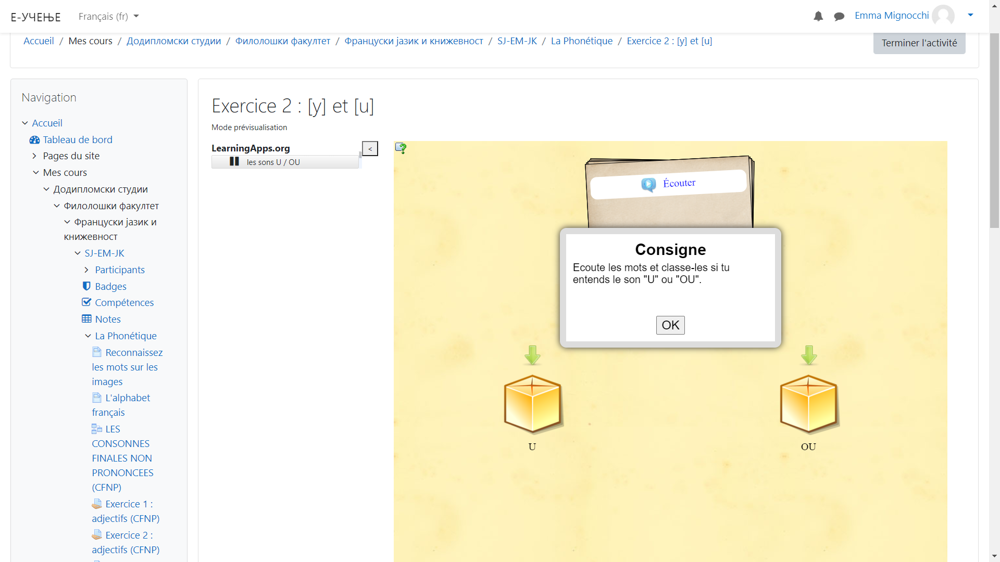 Е-УЧЕЊЕ
Français (fr)
Emma Mignocchi
Accueil / Mes cours / Додипломски студии / Филолошки факултет / Француски језик и книжевност / SJ-EM-JK / La Phonétique / Exercice 2 : [y] et [u]
Terminer l'activité
Navigation
Accueil
Tableau de bord
Pages du site
Mes cours
Додипломски студии
Филолошки факултет
Француски јазик и
книжевност
SJ-EM-JK
Participants
Badges
Compétences
Notes
La Phonétique
Reconnaissez
les mots sur les
images
L'alphabet
français
LES
CONSONNES
FINALES NON
PRONONCEES
(CFNP)
Exercice 1 :
adjectifs (CFNP)
Exercice 2 :
adjectifs (CFNP)
Exercice 2 : [y] et [u]
Mode prévisualisation
LearningApps.org
<
les sons U / OU
Écouter
Consigne
Ecoute les mots et classe-les si tu
entends le son "U" ou "OU".
OK
U
OU